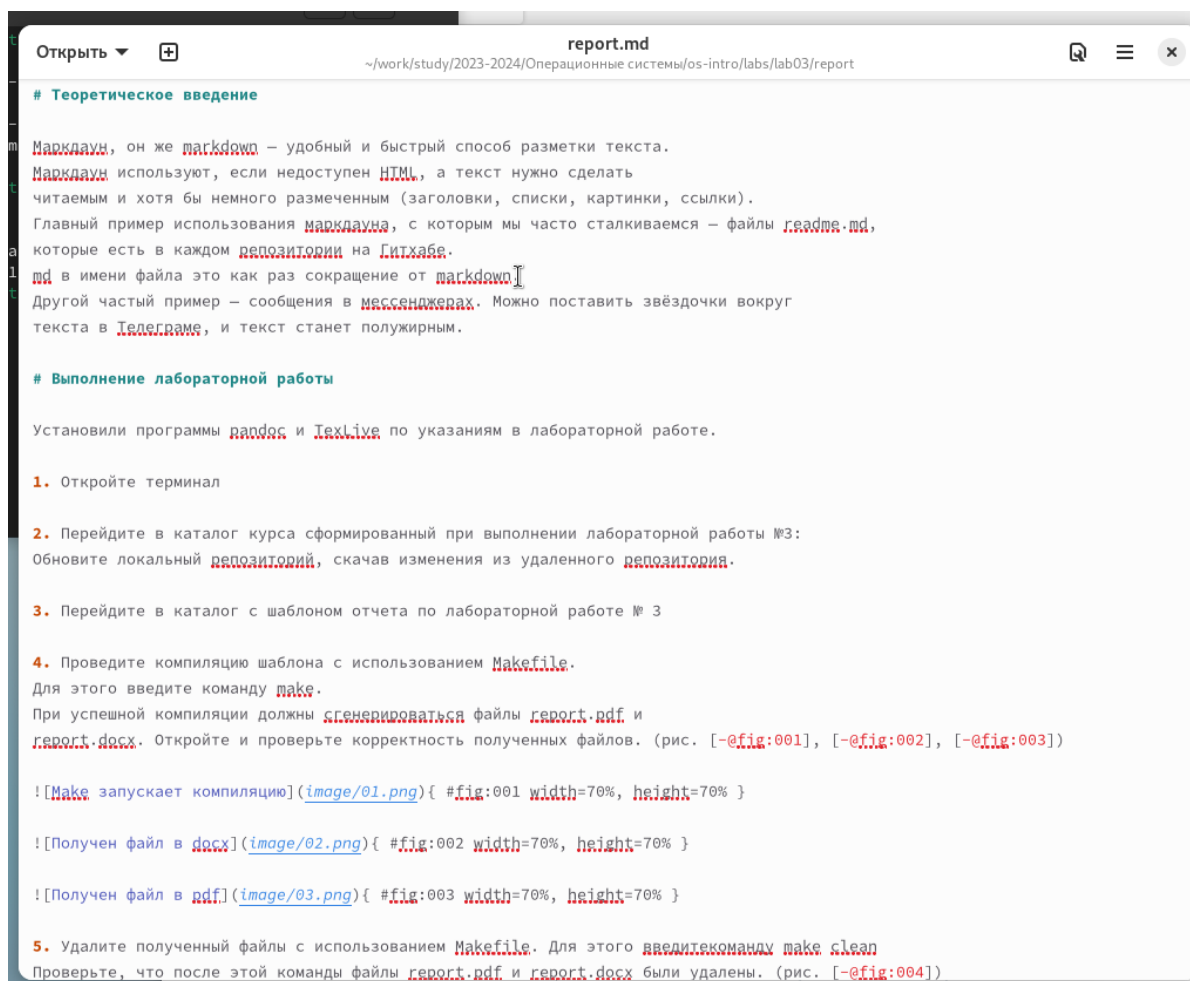 Открыть
report.md
~/work/study/2023-2024/Операционные системы/os-intro/labs/lab03/report
# Теоретическое введение
Маркдаун, он же markdown — удобный и быстрый способ разметки текста.
Маркдаун используют, если недоступен HTML, а текст нужно сделать
читаемым и хотя бы немного размеченным (заголовки, списки, картинки, ссылки).
Главный пример использования маркдауна, с которым мы часто сталкиваемся — файлы readme.md,
которые есть в каждом репозитории на Гитхабе.
md в имени файла это как раз сокращение от markdown.
Другой частый пример — сообщения в мессенджерах. Можно поставить звёздочки вокруг
текста в Телеграме, и текст станет полужирным.
# Выполнение лабораторной работы
Установили программы pandoc и TexLive по указаниям в лабораторной работе.
1. Откройте терминал
2. Перейдите в каталог курса сформированный при выполнении лабораторной работы №3:
Обновите локальный репозиторий, скачав изменения из удаленного репозитория.
3. Перейдите в каталог с шаблоном отчета по лабораторной работе № 3
4. Проведите компиляцию шаблона с использованием Makefile.
Для этого введите команду make.
При успешной компиляции должны сгенерироваться файлы report.pdf и
report.docx. Откройте и проверьте корректность полученных файлов. (рис. [-@fig:001], [-@fig:002], [-@fig:003])
![Make запускает компиляцию](image/01.png){ #fig:001 width=70%, height=70% }
![Получен файл в docx](image/02.png){ #fig:002 width=70%, height=70% }
![Получен файл в pdf](image/03.png){ #fig:003 width=70%, height=70% }
5. Удалите полученный файлы с использованием Makefile. Для этого введитекоманду make clean
Проверьте, что после этой команды файлы report.pdf и report.docx были удалены. (рис. [-@fig:004])